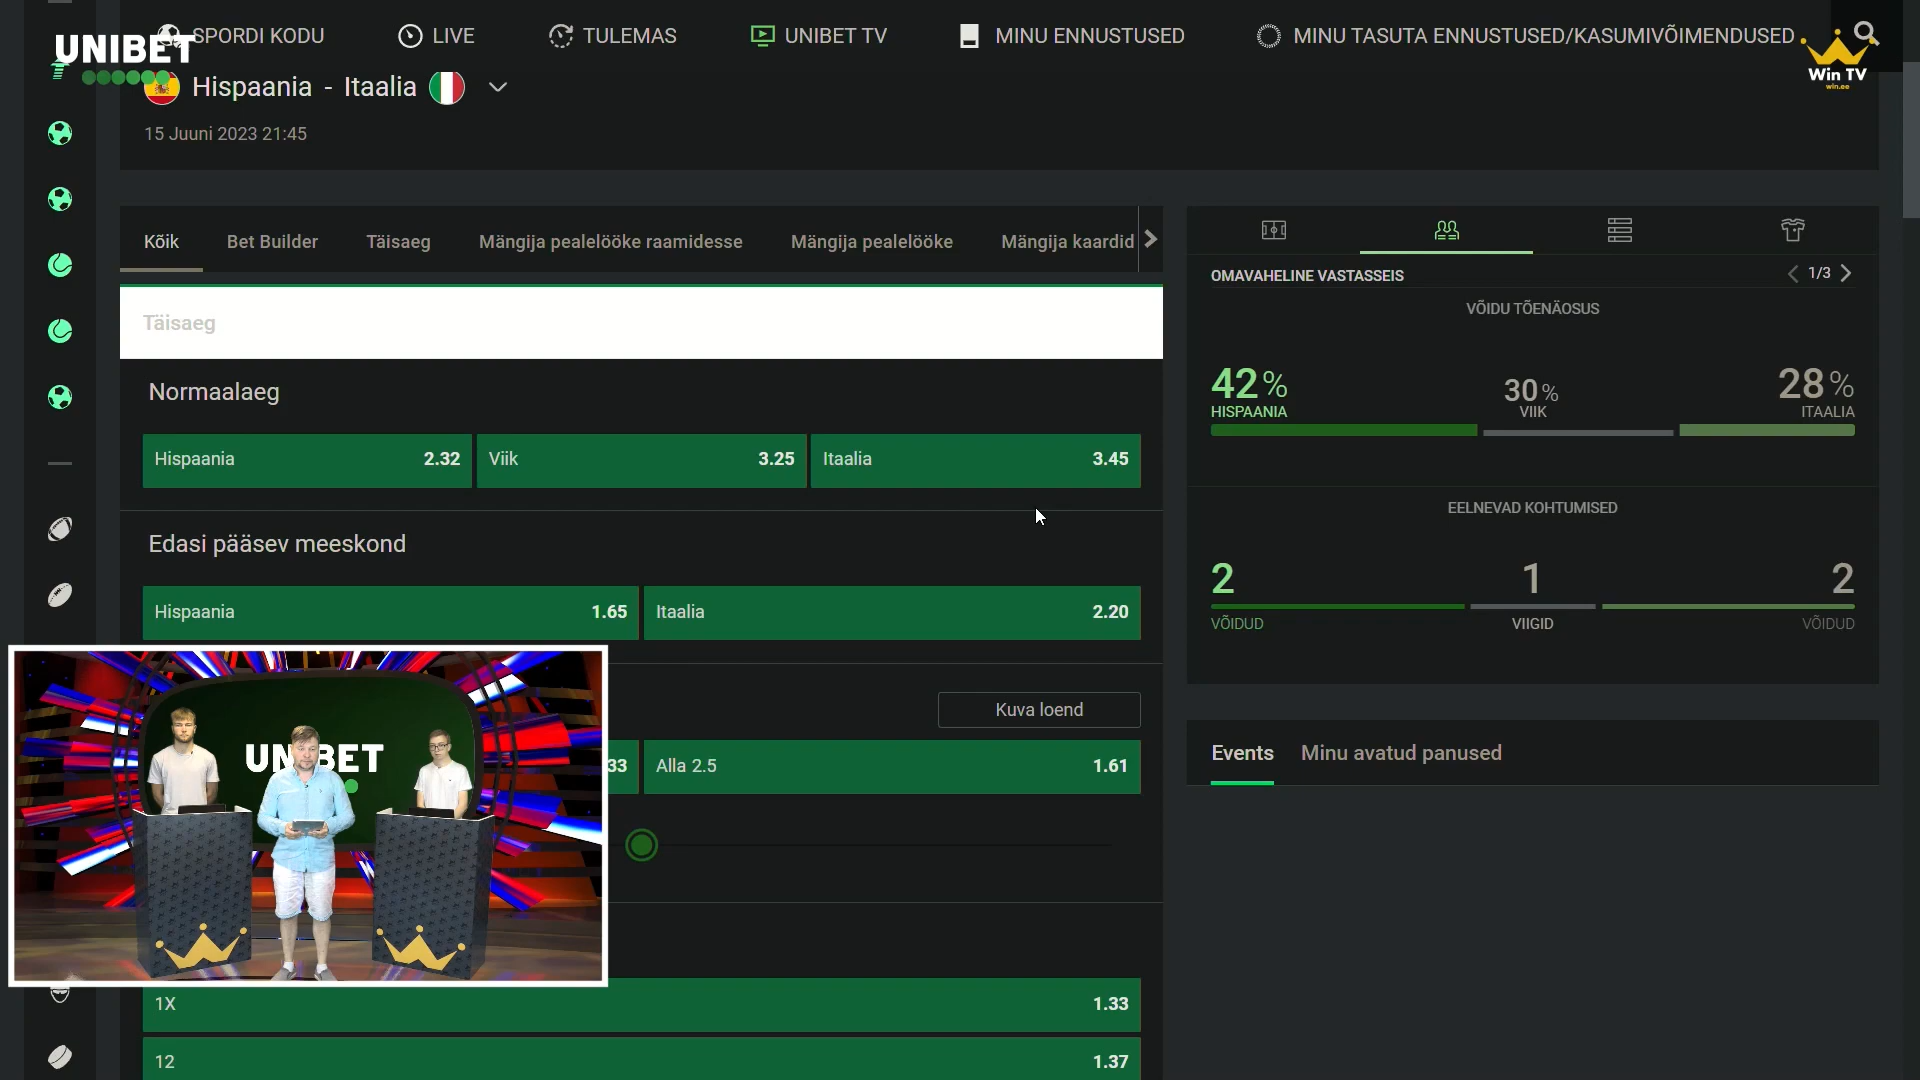 UNIBET
SPORDI KODU
LIVE
TULEMAS
UNIBET TV
MINU ENNUSTUSED
MINU TASUTA ENNUSTUSED/KASUMIVÕIMENDUSED
Win TV
win.ee
Hispaania - Itaalia
15 Juuni 2023 21:45
Kõik
Bet Builder
Täisaeg
Mängija pealelööke raamidesse
Mängija pealelööke
Mängija kaardid
Täisaeg
Normaalaeg
Hispaania 2.32
Viik 3.25
Itaalia 3.45
Edasi pääsev meeskond
Hispaania 1.65
Itaalia 2.20
Kuva loend
33
Alla 2.5 1.61
1X 1.33
12 1.37
OMAVAHELINE VASTASSEIS
1/3
VÕIDU TÕENÄOSUS
42%
30%
28%
HISPAANIA
VIIK
ITAALIA
EELNEVAD KOHTUMISED
2
1
2
VÕIDUD
VIIGID
VÕIDUD
Events
Minu avatud panused